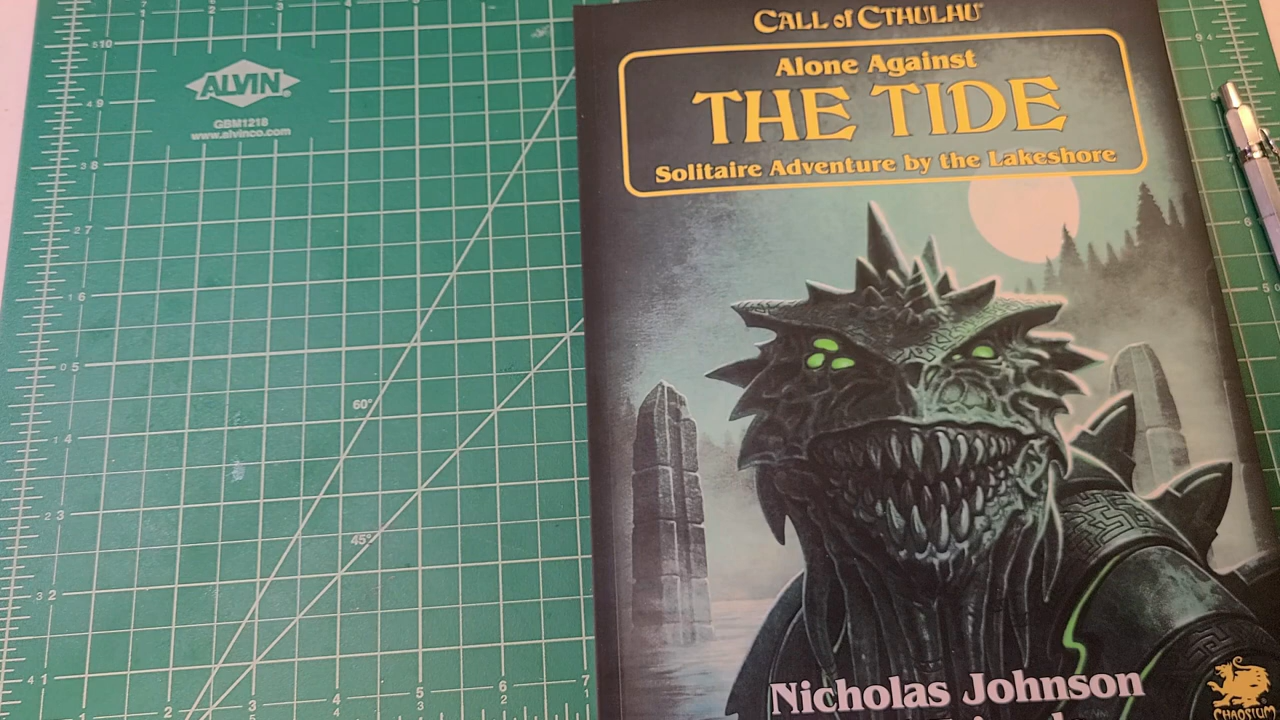 ALVIN
GBM1218
www.alvinco.com
60°
45°
CALL of CTHULHU
Alone Against
THE TIDE
Solitaire Adventure by the Lakeshore
Nicholas Johnson
CHAOSIUM